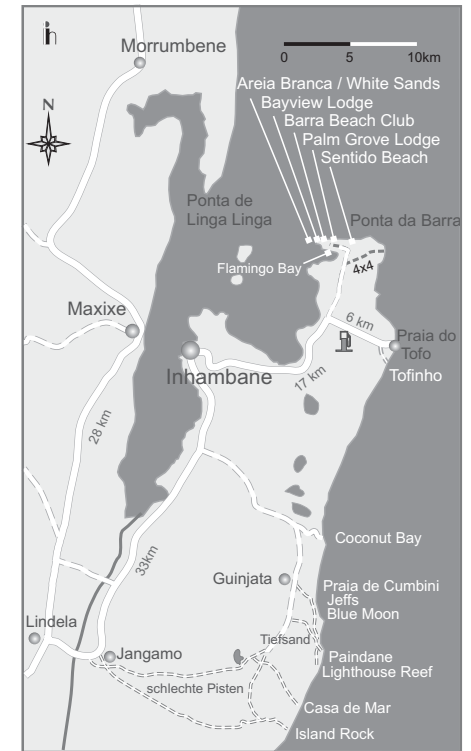 in
Morrumbene
N
0 5 10km
Areia Branca / White Sands
Bayview Lodge
Barra Beach Club
Palm Grove Lodge
Sentido Beach
Ponta de
Linga Linga
Ponta da Barra
Flamingo Bay
4x4
Maxixe
6 km
Praia do
Tofo
Tofinho
Inhambane
17 km
28 km
Coconut Bay
33km
Guinjata
Praia de Cumbini
Jeffs
Blue Moon
Lindela
Tiefsand
Jangamo
Paindane
Lighthouse Reef
schlechte Pisten
Casa de Mar
Island Rock